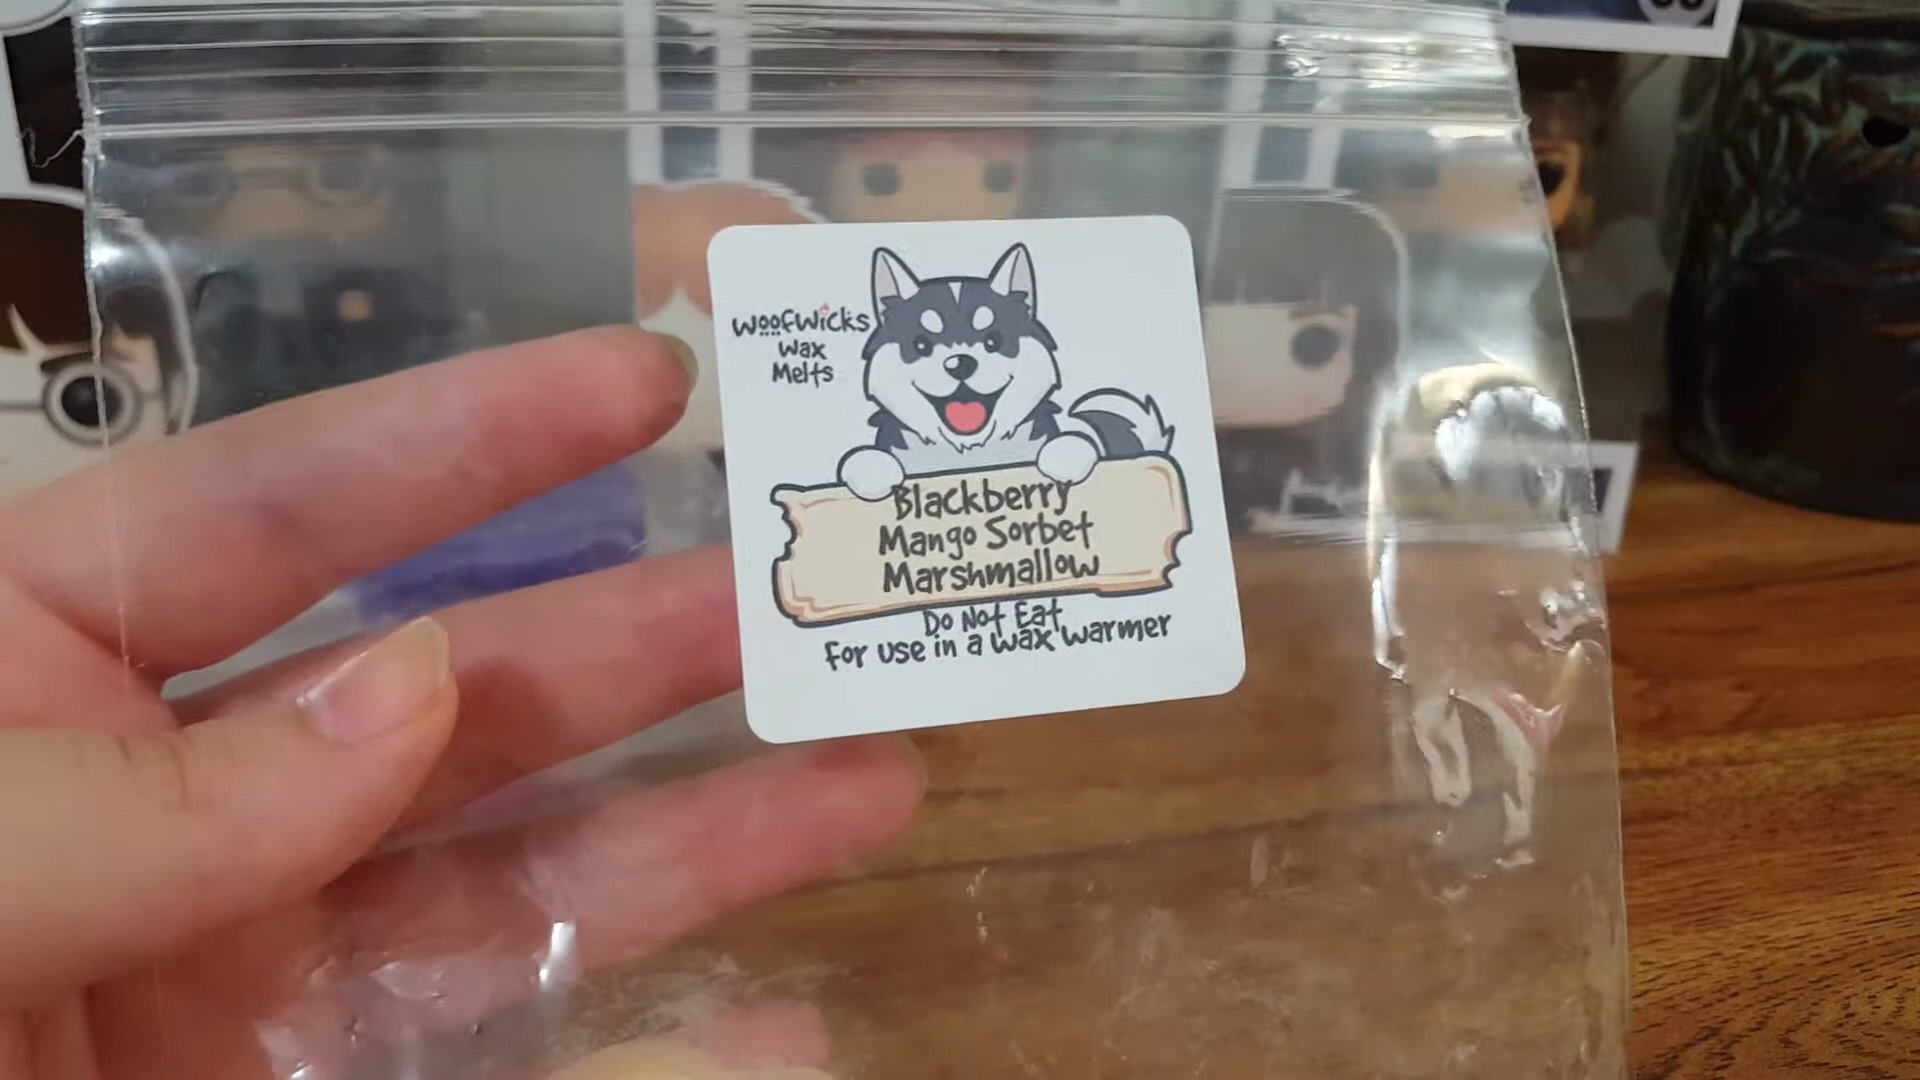 WoofWicks
Wax
Melts
Blackberry
Mango Sorbet
Marshmallow
Do Not Eat
For use in a wax warmer